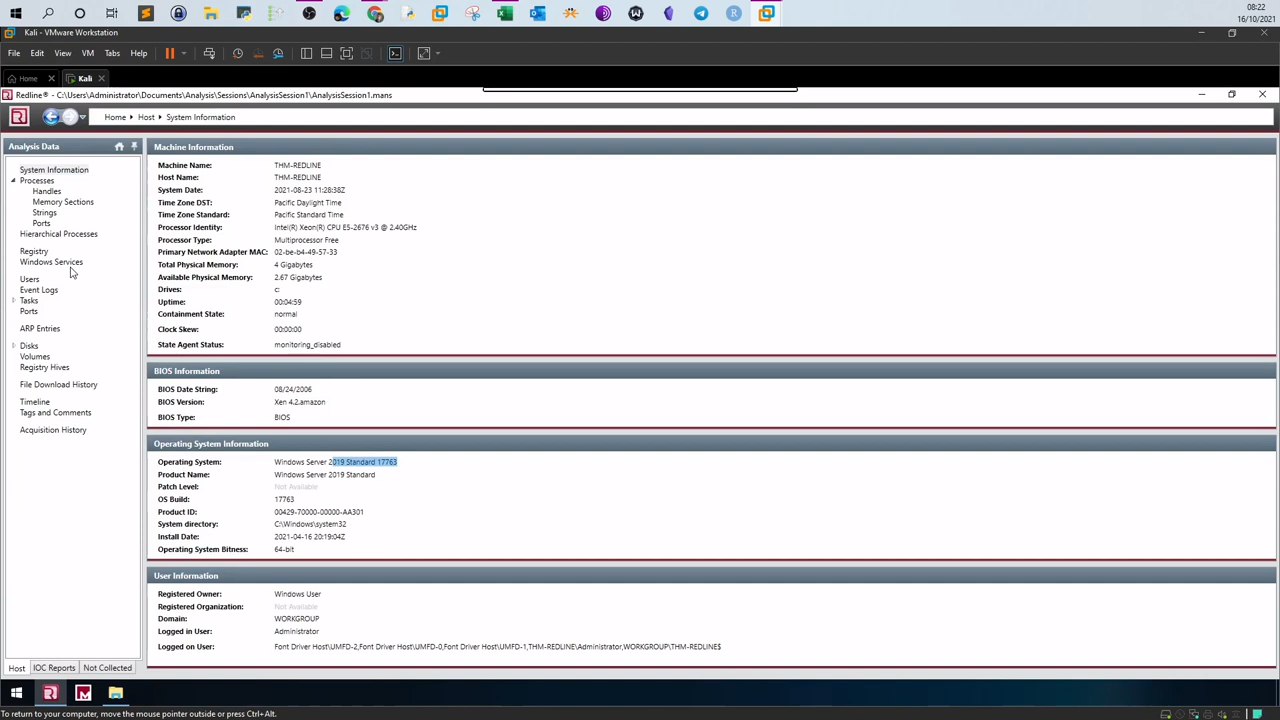 08:22
16/10/2021
Kali - VMware Workstation
File Edit View VM Tabs Help
Home Kali
Redline® - C:\Users\Administrator\Documents\Analysis\Sessions\AnalysisSession1\AnalysisSession1.mans
Home Host System Information
Analysis Data
System Information
Processes
Handles
Memory Sections
Strings
Ports
Hierarchical Processes
Registry
Windows Services
Users
Event Logs
Tasks
Ports
ARP Entries
Disks
Volumes
Registry Hives
File Download History
Timeline
Tags and Comments
Acquisition History
Host IOC Reports Not Collected
Machine Information
Machine Name: THM-REDLINE
Host Name: THM-REDLINE
System Date: 2021-08-23 11:28:38Z
Time Zone DST: Pacific Daylight Time
Time Zone Standard: Pacific Standard Time
Processor Identity: Intel(R) Xeon(R) CPU E5-2676 v3 @ 2.40GHz
Processor Type: Multiprocessor Free
Primary Network Adapter MAC: 02-be-b4-49-57-33
Total Physical Memory: 4 Gigabytes
Available Physical Memory: 2.67 Gigabytes
Drives: c:
Uptime: 00:04:59
Containment State: normal
Clock Skew: 00:00:00
State Agent Status: monitoring_disabled
BIOS Information
BIOS Date String: 08/24/2006
BIOS Version: Xen 4.2.amazon
BIOS Type: BIOS
Operating System Information
Operating System: Windows Server 2019 Standard 17763
Product Name: Windows Server 2019 Standard
Patch Level: Not Available
OS Build: 17763
Product ID: 00429-70000-00000-AA301
System directory: C:\Windows\system32
Install Date: 2021-04-16 20:19:04Z
Operating System Bitness: 64-bit
User Information
Registered Owner: Windows User
Registered Organization: Not Available
Domain: WORKGROUP
Logged in User: Administrator
Logged on User: Font Driver Host\UMFD-2,Font Driver Host\UMFD-0,Font Driver Host\UMFD-1,THM-REDLINE\Administrator,WORKGROUP\THM-REDLINE$
To return to your computer, move the mouse pointer outside or press Ctrl+Alt.